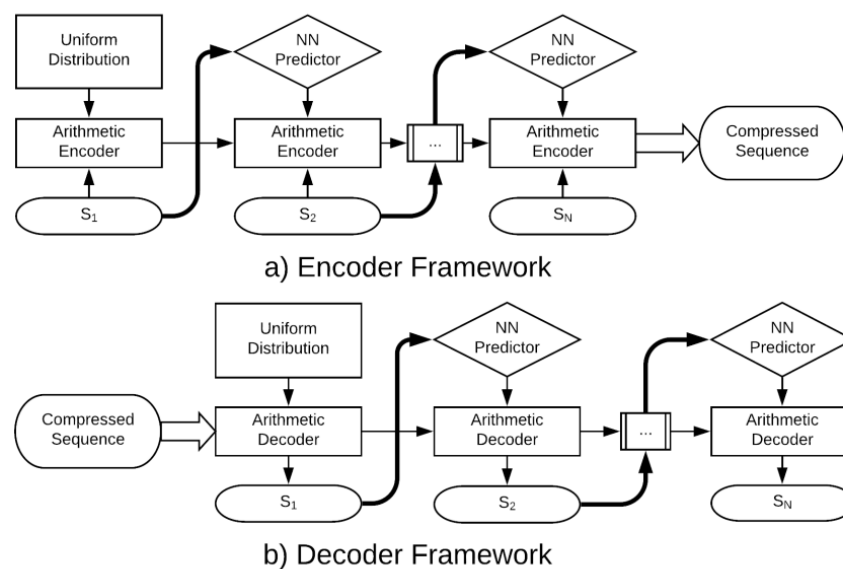 Uniform
Distribution
NN
Predictor
NN
Predictor
Arithmetic
Encoder
Arithmetic
Encoder
...
Arithmetic
Encoder
Compressed
Sequence
S₁
S₂
Sₙ
a) Encoder Framework
Uniform
Distribution
NN
Predictor
NN
Predictor
Compressed
Sequence
Arithmetic
Decoder
Arithmetic
Decoder
...
Arithmetic
Decoder
S₁
S₂
Sₙ
b) Decoder Framework